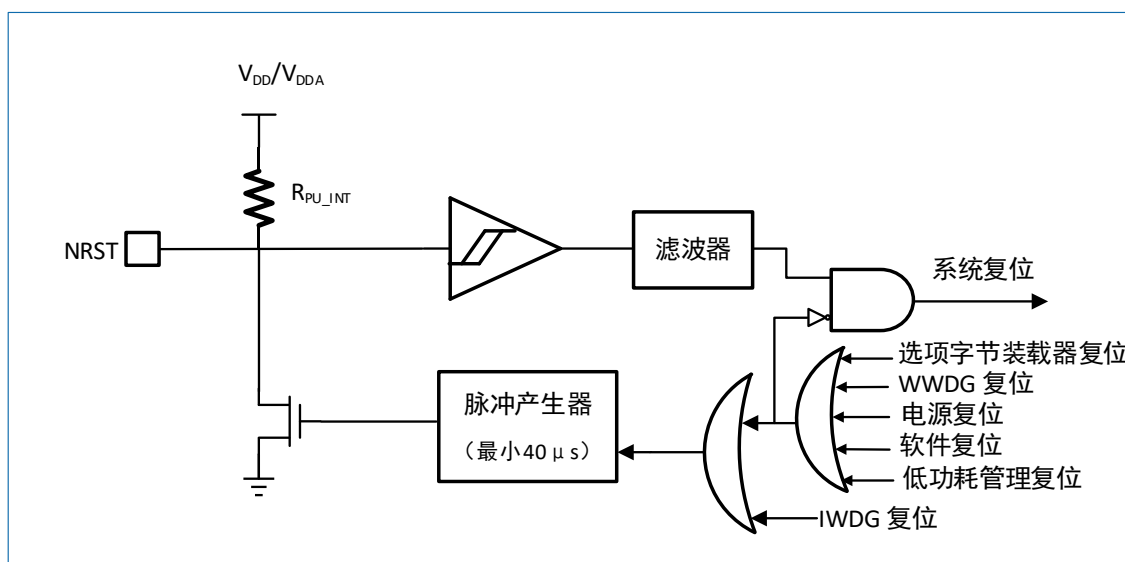 VDD/VDDA
RPU_INT
NRST
滤波器
系统复位
选项字节装载器复位
WWDG 复位
电源复位
软件复位
低功耗管理复位
脉冲产生器
（最小40μs）
IWDG 复位